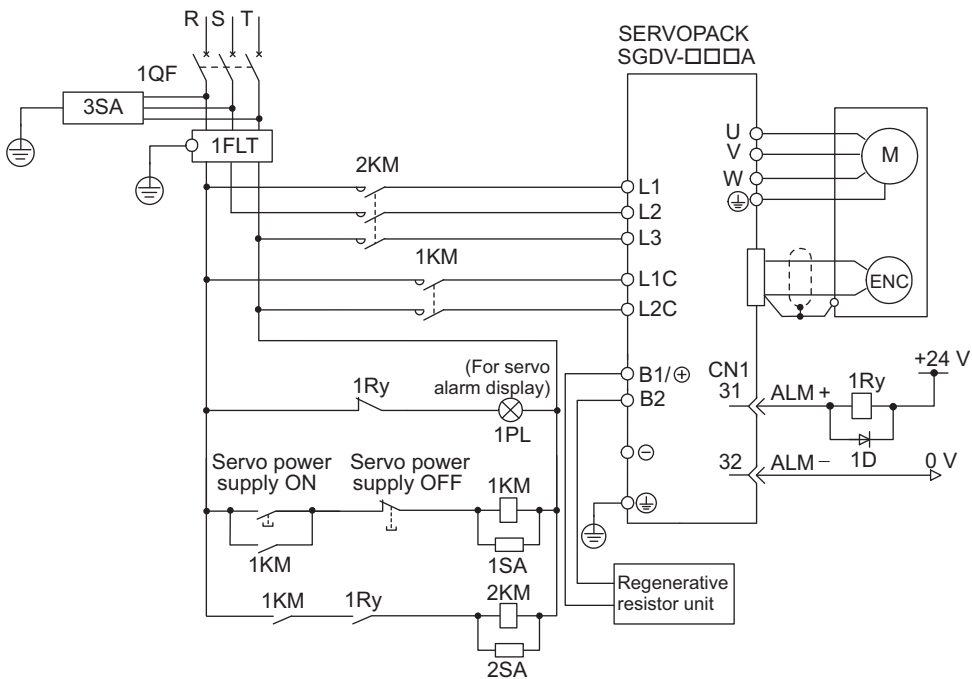 R S T
SERVOPACK
SGDV-□□□A
1QF
3SA
1FLT
2KM
L1
L2
L3
1KM
L1C
L2C
U
V
W
M
ENC
(For servo
alarm display)
1Ry
1PL
B1/⊕
B2
⊖
CN1
31
ALM +
1Ry
1D
+24 V
32
ALM −
0 V
Servo power
supply ON
Servo power
supply OFF
1KM
1KM
1SA
1KM
1Ry
2KM
2SA
Regenerative
resistor unit